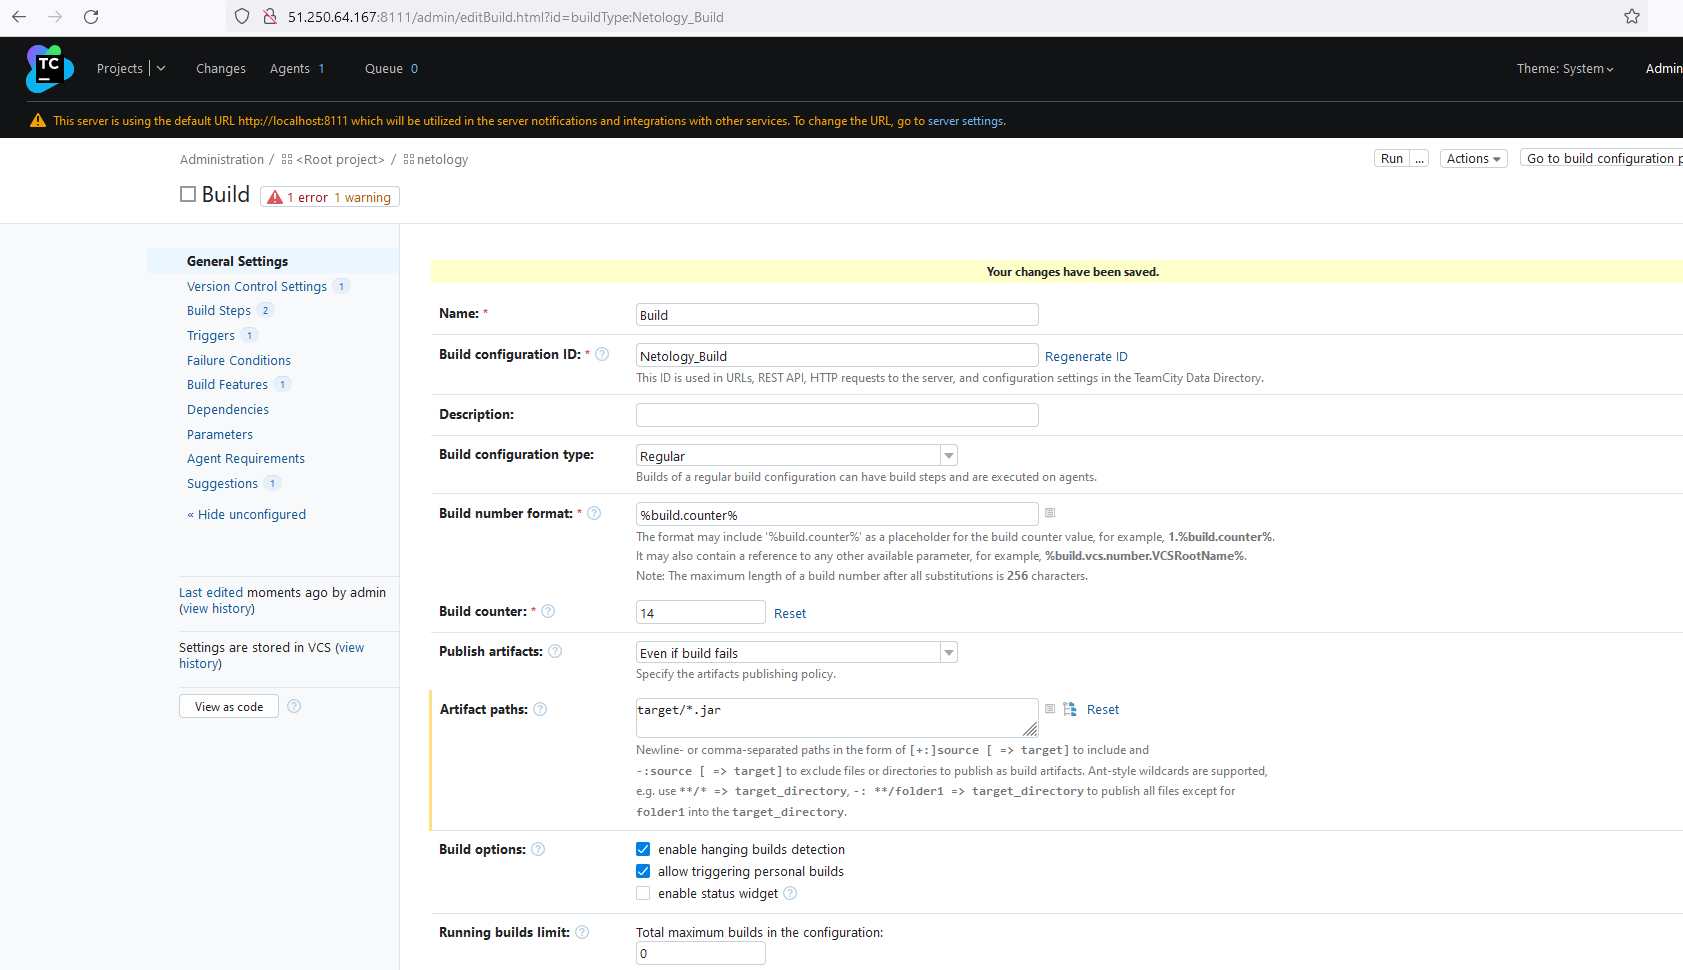 51.250.64.167:8111/admin/editBuild.html?id=buildType:Netology_Build
TC
Projects
Changes
Agents 1
Queue 0
Theme: System
Admin
This server is using the default URL http://localhost:8111 which will be utilized in the server notifications and integrations with other services. To change the URL, go to server settings.
Administration / <Root project> / netology
Run ...
Actions
Go to build configuration p
Build
1 error 1 warning
General Settings
Version Control Settings 1
Build Steps 2
Triggers 1
Failure Conditions
Build Features 1
Dependencies
Parameters
Agent Requirements
Suggestions 1
« Hide unconfigured
Last edited moments ago by admin
(view history)
Settings are stored in VCS (view
history)
View as code ?
Your changes have been saved.
Name: *
Build
Build configuration ID: * ?
Netology_Build
Regenerate ID
This ID is used in URLs, REST API, HTTP requests to the server, and configuration settings in the TeamCity Data Directory.
Description:
Build configuration type:
Regular
Builds of a regular build configuration can have build steps and are executed on agents.
Build number format: * ?
%build.counter%
The format may include '%build.counter%' as a placeholder for the build counter value, for example, 1.%build.counter%.
It may also contain a reference to any other available parameter, for example, %build.vcs.number.VCSRootName%.
Note: The maximum length of a build number after all substitutions is 256 characters.
Build counter: * ?
14
Reset
Publish artifacts: ?
Even if build fails
Specify the artifacts publishing policy.
Artifact paths: ?
target/*.jar
Reset
Newline- or comma-separated paths in the form of [+:]source [ => target] to include and
-:source [ => target] to exclude files or directories to publish as build artifacts. Ant-style wildcards are supported,
e.g. use **/* => target_directory, -: **/folder1 => target_directory to publish all files except for
folder1 into the target_directory.
Build options: ?
enable hanging builds detection
allow triggering personal builds
enable status widget ?
Running builds limit: ?
Total maximum builds in the configuration:
0